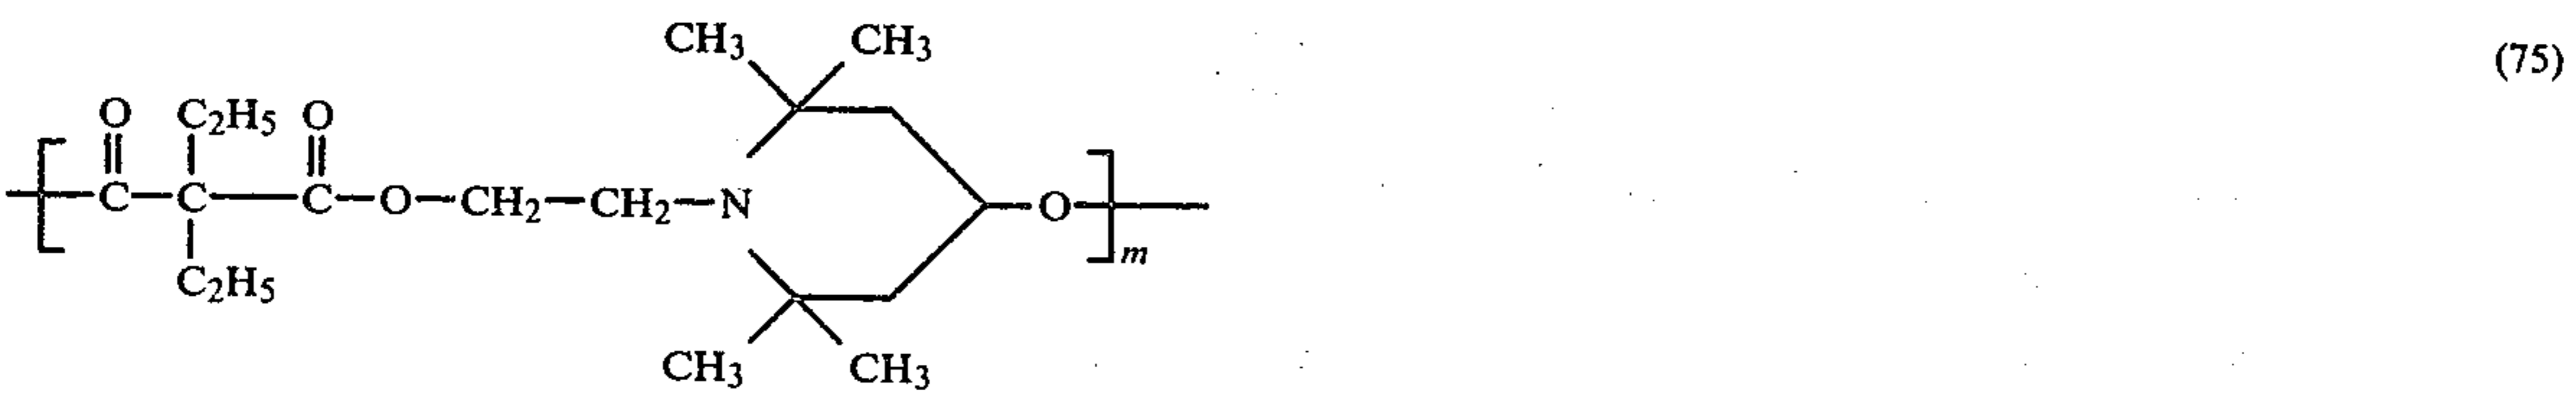 CH3 CH3 (75)
O C2H5 O
C C C O CH2 CH2 N O m
C2H5
CH3 CH3